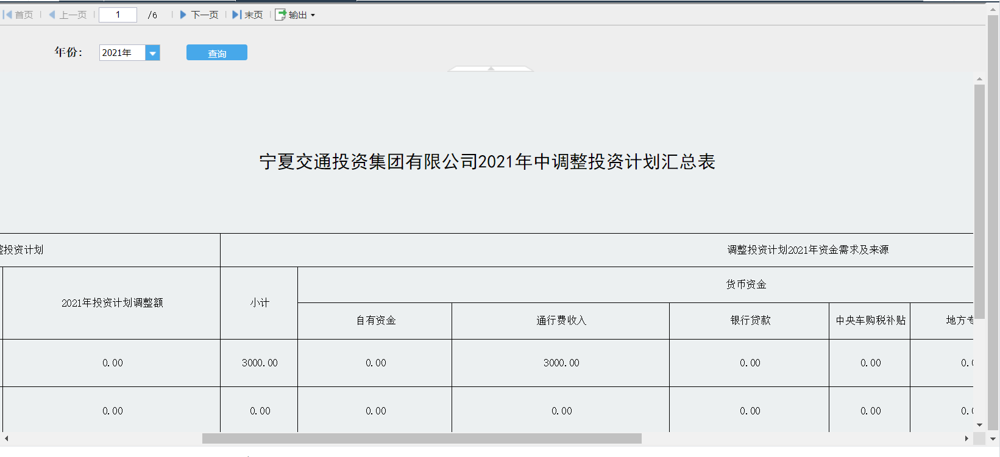 首页 上一页 1 /6 下一页 末页 输出
年份： 2021年 查询
宁夏交通投资集团有限公司2021年中调整投资计划汇总表
整投资计划 调整投资计划2021年资金需求及来源
货币资金
2021年投资计划调整额 小计
自有资金 通行费收入 银行贷款 中央车购税补贴 地方专
0.00 3000.00 0.00 3000.00 0.00 0.00 0.0
0.00 0.00 0.00 0.00 0.00 0.00 0.0